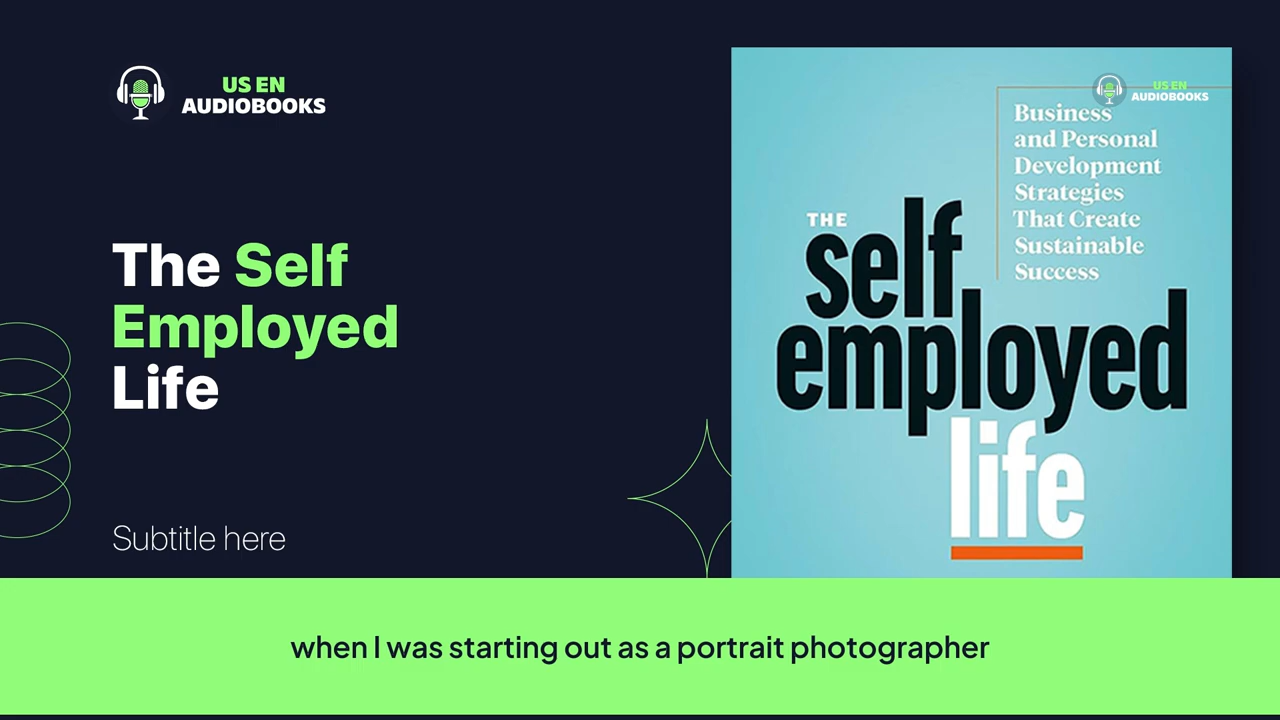 US EN
AUDIOBOOKS
The Self
Employed
Life
Subtitle here
US EN
AUDIOBOOKS
Business
and Personal
Development
Strategies
That Create
Sustainable
Success
THE
self
employed
life
when I was starting out as a portrait photographer